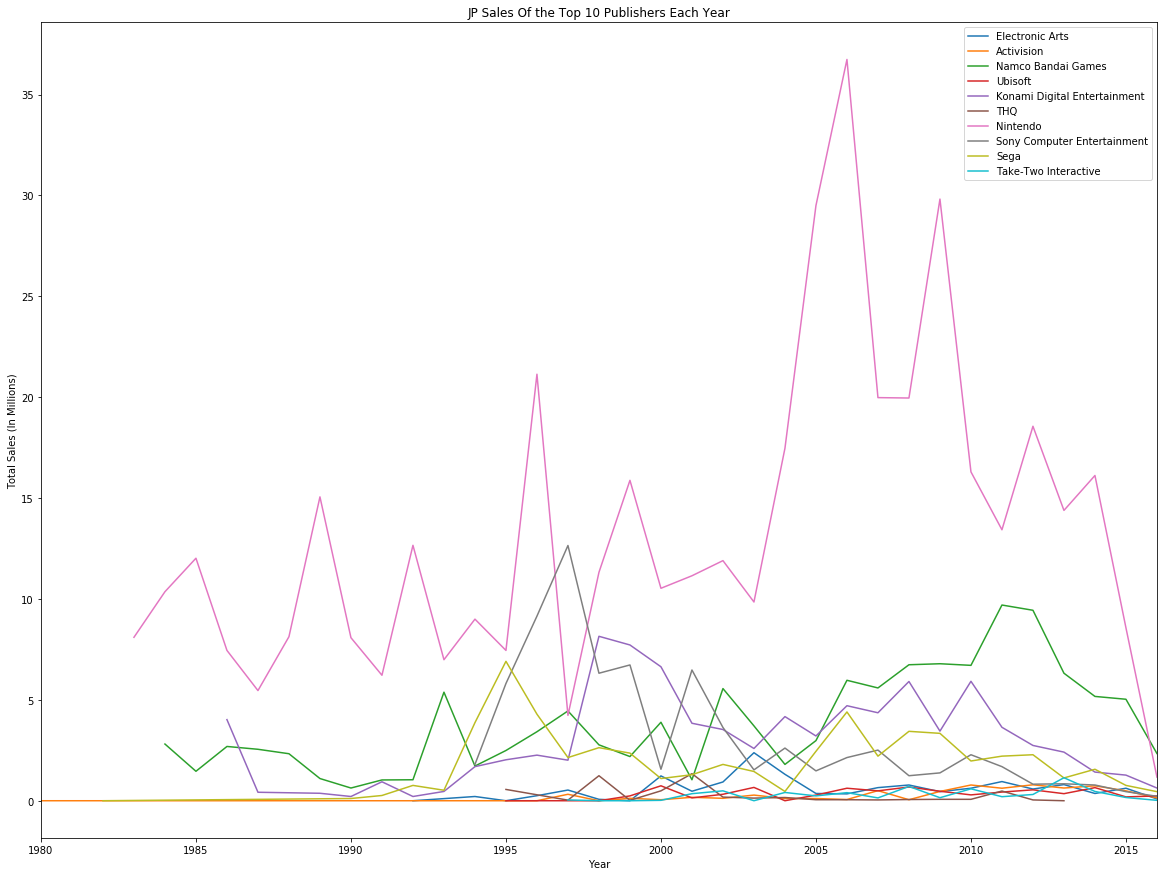 JP Sales Of the Top 10 Publishers Each Year
Electronic Arts
Activision
Namco Bandai Games
Ubisoft
Konami Digital Entertainment
THQ
Nintendo
Sony Computer Entertainment
Sega
Take-Two Interactive
Total Sales (In Millions)
35
30
25
20
15
10
5
0
1980 1985 1990 1995 2000 2005 2010 2015
Year